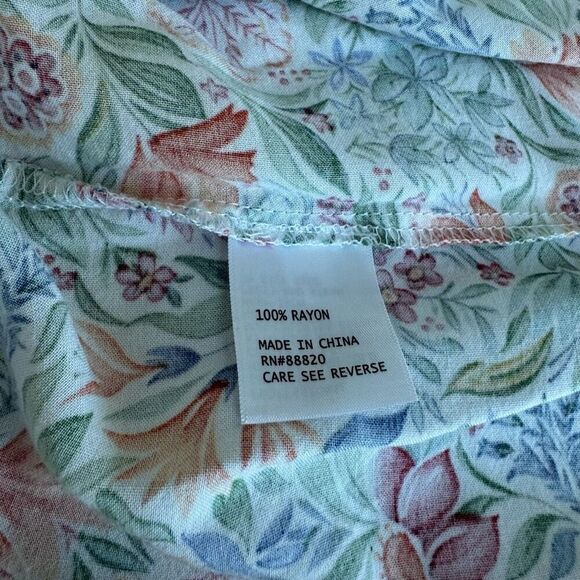 100% RAYON
MADE IN CHINA
RN#88820
CARE SEE REVERSE